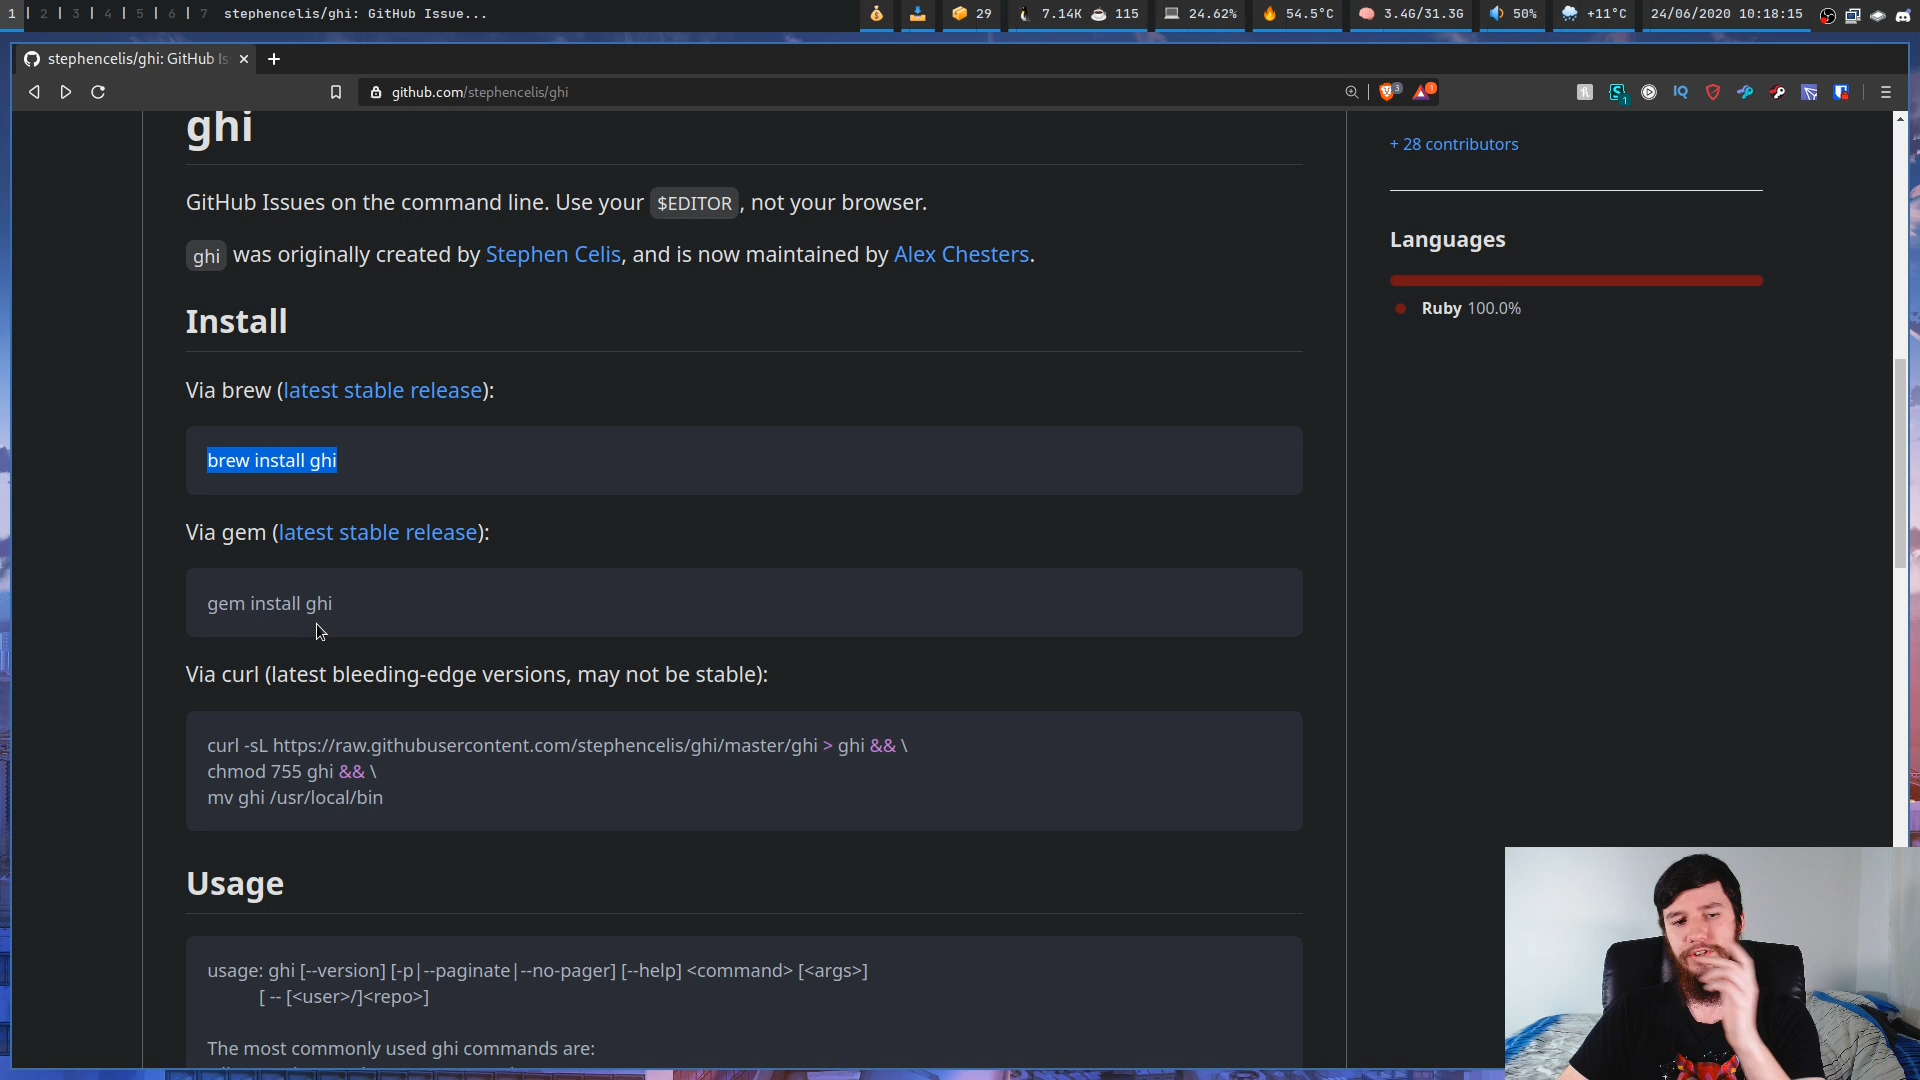 1 | 2 | 3 | 4 | 5 | 6 | 7 stephencelis/ghi: GitHub Issue... 29 7.14K 115 24.62% 54.5°C 3.4G/31.3G 50% +11°C 24/06/2020 10:18:15
stephencelis/ghi: GitHub Is
github.com/stephencelis/ghi
ghi
+ 28 contributors
GitHub Issues on the command line. Use your $EDITOR, not your browser.
ghi was originally created by Stephen Celis, and is now maintained by Alex Chesters.
Languages
Ruby 100.0%
Install
Via brew (latest stable release):
brew install ghi
Via gem (latest stable release):
gem install ghi
Via curl (latest bleeding-edge versions, may not be stable):
curl -sL https://raw.githubusercontent.com/stephencelis/ghi/master/ghi > ghi && \
chmod 755 ghi && \
mv ghi /usr/local/bin
Usage
usage: ghi [--version] [-p|--paginate|--no-pager] [--help] <command> [<args>]
[ -- [<user>/]<repo>]
The most commonly used ghi commands are: